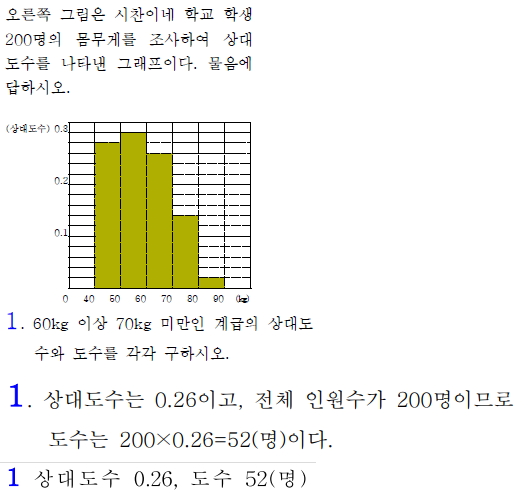 오른쪽 그림은 시찬이네 학교 학생
200명의 몸무게를 조사하여 상대
도수를 나타낸 그래프이다. 물음에
답하시오.
(상대도수) 0.3
0.2
0.1
0 40 50 60 70 80 90 (kg)
1. 60kg 이상 70kg 미만인 계급의 상대도
수와 도수를 각각 구하시오.
1. 상대도수는 0.26이고, 전체 인원수가 200명이므로
도수는 200×0.26=52(명)이다.
1 상대도수 0.26, 도수 52(명)